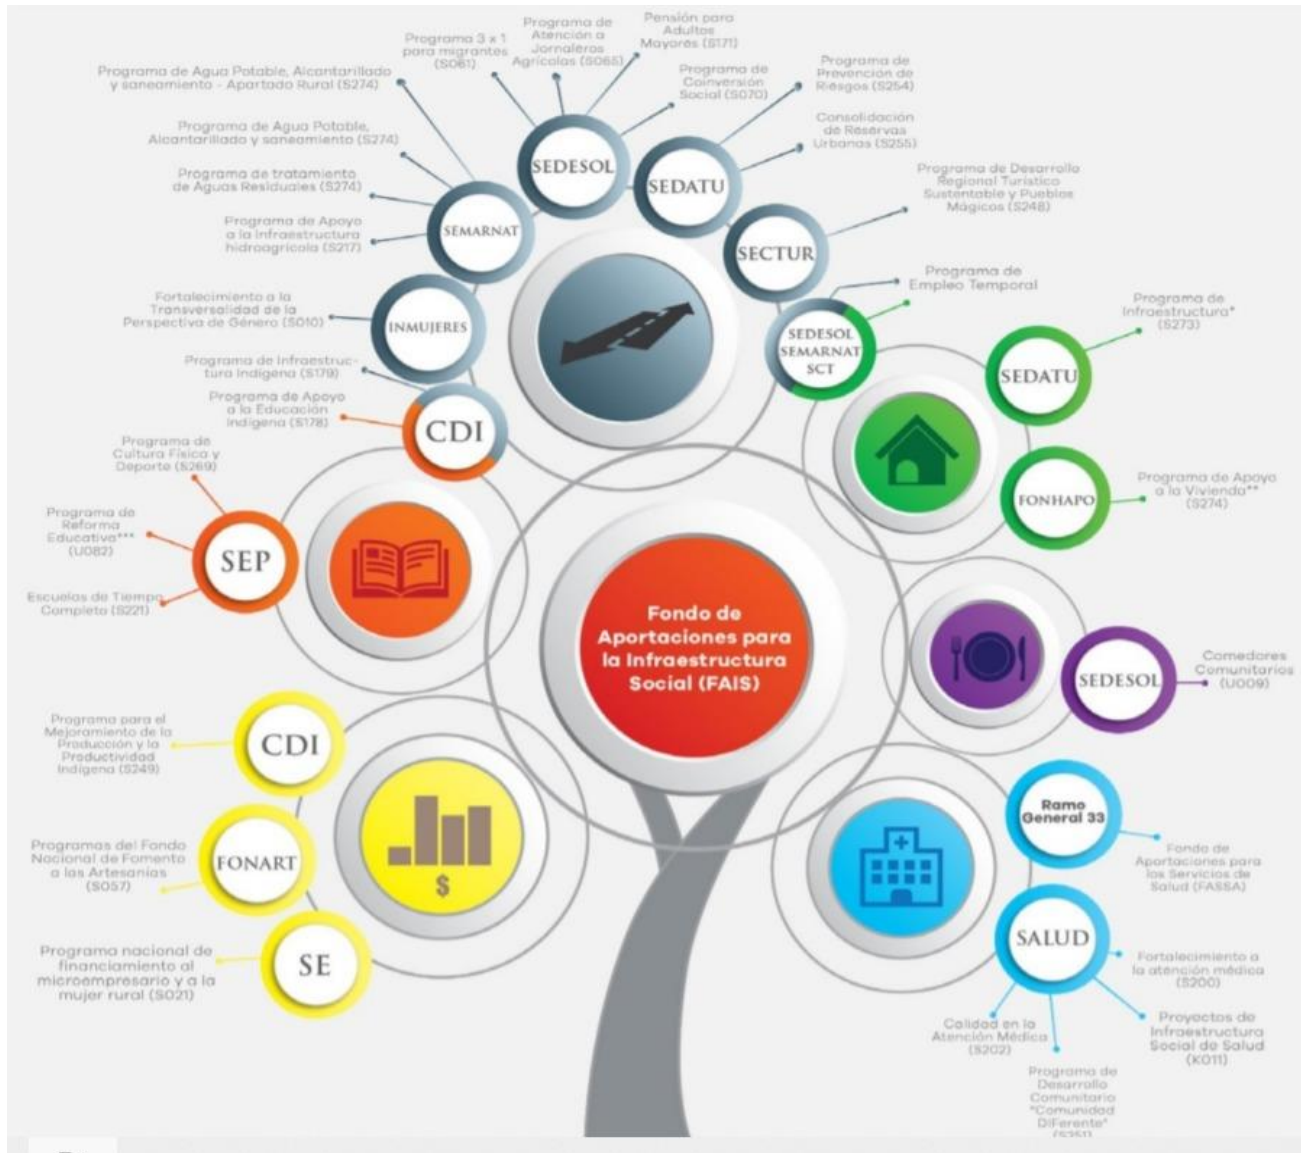 Programa 3 x 1
para migrantes
(S061)
Programa de
Atención a
Jornaleros
Agrícolas (S065)
Pensión para
Adultos
Mayores (S171)
Programa de
Coinversión
Social (S070)
Programa de
Prevención de
Riesgos (S254)
Consolidación
de Reservas
Urbanas (S255)
Programa de Desarrollo
Regional Turístico
Sustentable y Pueblos
Mágicos (S248)
Programa de
Empleo Temporal
Programa de Agua Potable, Alcantarillado
y saneamiento - Apartado Rural (S274)
Programa de Agua Potable,
Alcantarillado y saneamiento (S274)
Programa de tratamiento
de Aguas Residuales (S274)
Programa de Apoyo
a la Infraestructura
hidroagrícola (S217)
Fortalecimiento a la
Transversalidad de la
Perspectiva de Género (S010)
Programa de Infraestruc-
tura Indígena (S179)
Programa de Apoyo
a la Educación
Indígena (S178)
SEDESOL
SEDATU
SEMARNAT
SECTUR
INMUJERES
SEDESOL
SEMARNAT
SCT
CDI
Programa de
Infraestructura*
(S273)
SEDATU
FONHAPO
Programa de Apoyo
a la Vivienda**
(S274)
Programa de
Cultura Física y
Deporte (S269)
Programa de
Reforma
Educativa***
(U082)
Escuelas de Tiempo
Completo (S221)
SEP
Fondo de
Aportaciones para
la Infraestructura
Social (FAIS)
SEDESOL
Comedores
Comunitarios
(U009)
Programa para el
Mejoramiento de la
Producción y la
Productividad
Indígena (S249)
CDI
Programas del Fondo
Nacional de Fomento
a las Artesanías
(S057)
FONART
Programa nacional de
financiamiento al
microempresario y a la
mujer rural (S021)
SE
$
Ramo
General 33
Fondo de
Aportaciones para
los Servicios de
Salud (FASSA)
SALUD
Fortalecimiento a
la atención médica
(S200)
Proyectos de
Infraestructura
Social de Salud
(K011)
Calidad en la
Atención Médica
(S202)
Programa de
Desarrollo
Comunitario
"Comunidad
DIFerente"
(S251)